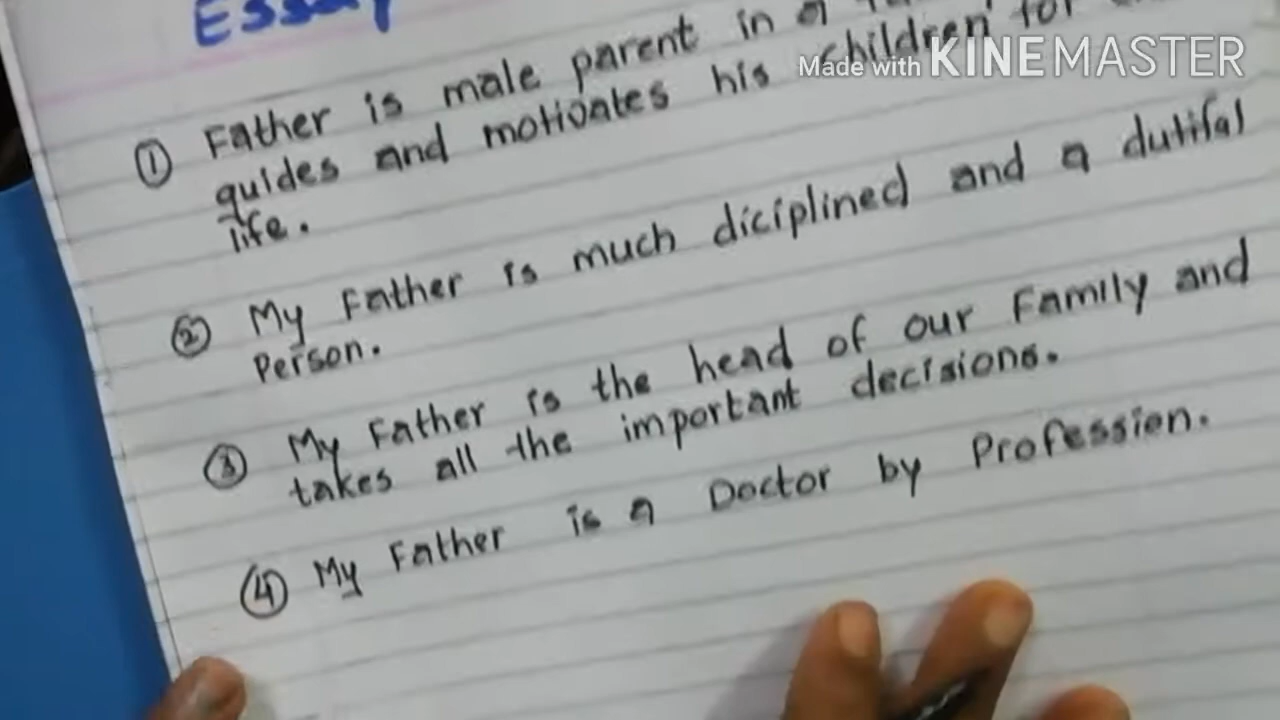 Essay
① Father is male parent in a
guides and motivates his children for
life.
② My Father is much diciplined and a dutifal
Person.
③ My Father is the head of our Family and
takes all the important decisions.
④ My Father is a Doctor by Profession.
Made with KINEMASTER